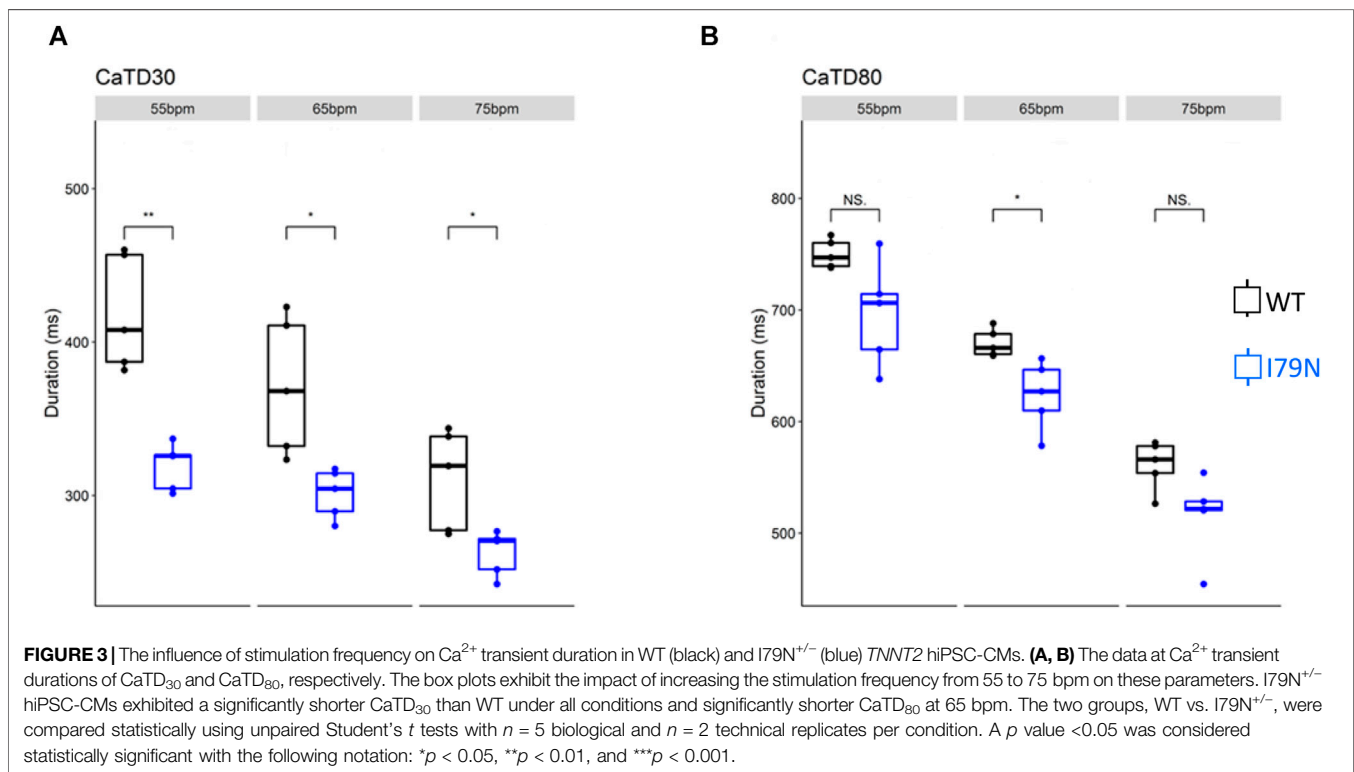 A
CaTD30
55bpm 65bpm 75bpm
500
400
300
Duration (ms)
** * *
B
CaTD80
55bpm 65bpm 75bpm
800
700
600
500
Duration (ms)
NS. * NS.
WT
I79N
FIGURE 3 | The influence of stimulation frequency on Ca²⁺ transient duration in WT (black) and I79N⁺/⁻ (blue) TNNT2 hiPSC-CMs. (A, B) The data at Ca²⁺ transient
durations of CaTD₃₀ and CaTD₈₀, respectively. The box plots exhibit the impact of increasing the stimulation frequency from 55 to 75 bpm on these parameters. I79N⁺/⁻
hiPSC-CMs exhibited a significantly shorter CaTD₃₀ than WT under all conditions and significantly shorter CaTD₈₀ at 65 bpm. The two groups, WT vs. I79N⁺/⁻, were
compared statistically using unpaired Student's t tests with n = 5 biological and n = 2 technical replicates per condition. A p value <0.05 was considered
statistically significant with the following notation: *p < 0.05, **p < 0.01, and ***p < 0.001.